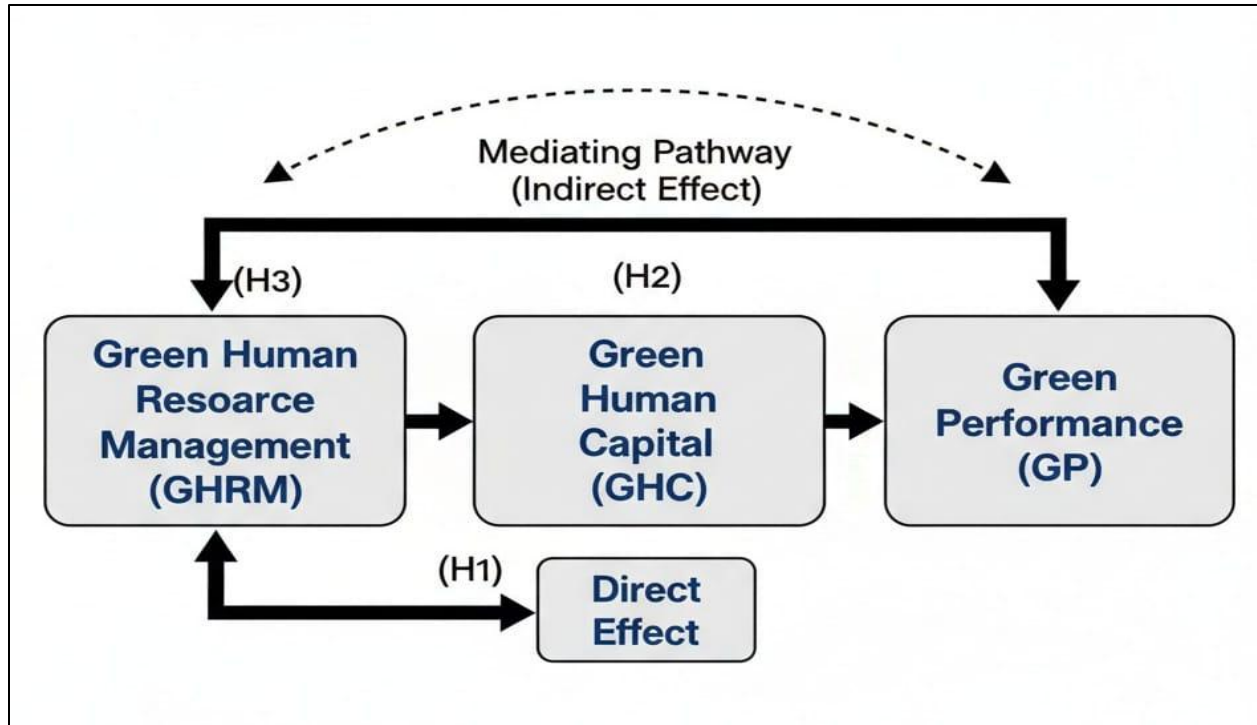 Mediating Pathway
(Indirect Effect)
(H3)
(H2)
Green Human
Resoarce
Management
(GHRM)
Green
Human
Capital
(GHC)
Green
Performance
(GP)
(H1)
Direct
Effect